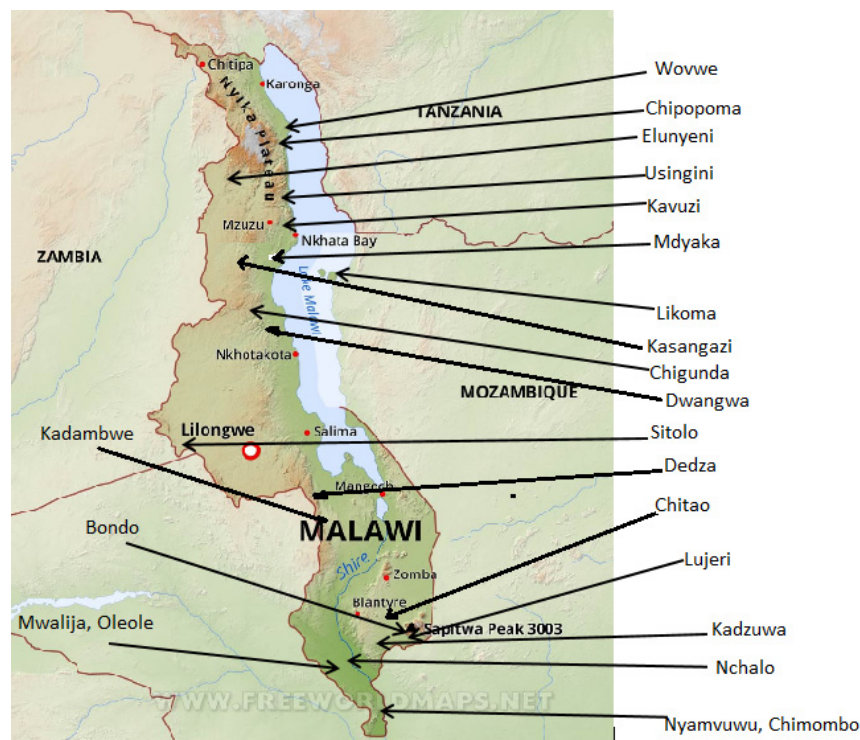 Chitipa
Karonga
Nyika Plateau
TANZANIA
Mzuzu
Nkhata Bay
ZAMBIA
Lake Malawi
Nkhotakota
MOZAMBIQUE
Lilongwe
Salima
Mangoch
MALAWI
Shire
Zomba
Blantyre
Sapitwa Peak 3003
WWW.FREEWORLDMAPS.NET
Kadambwe
Bondo
Mwalija, Oleole
Wovwe
Chipopoma
Elunyeni
Usingini
Kavuzi
Mdyaka
Likoma
Kasangazi
Chigunda
Dwangwa
Sitolo
Dedza
Chitao
Lujeri
Kadzuwa
Nchalo
Nyamvuwu, Chimombo